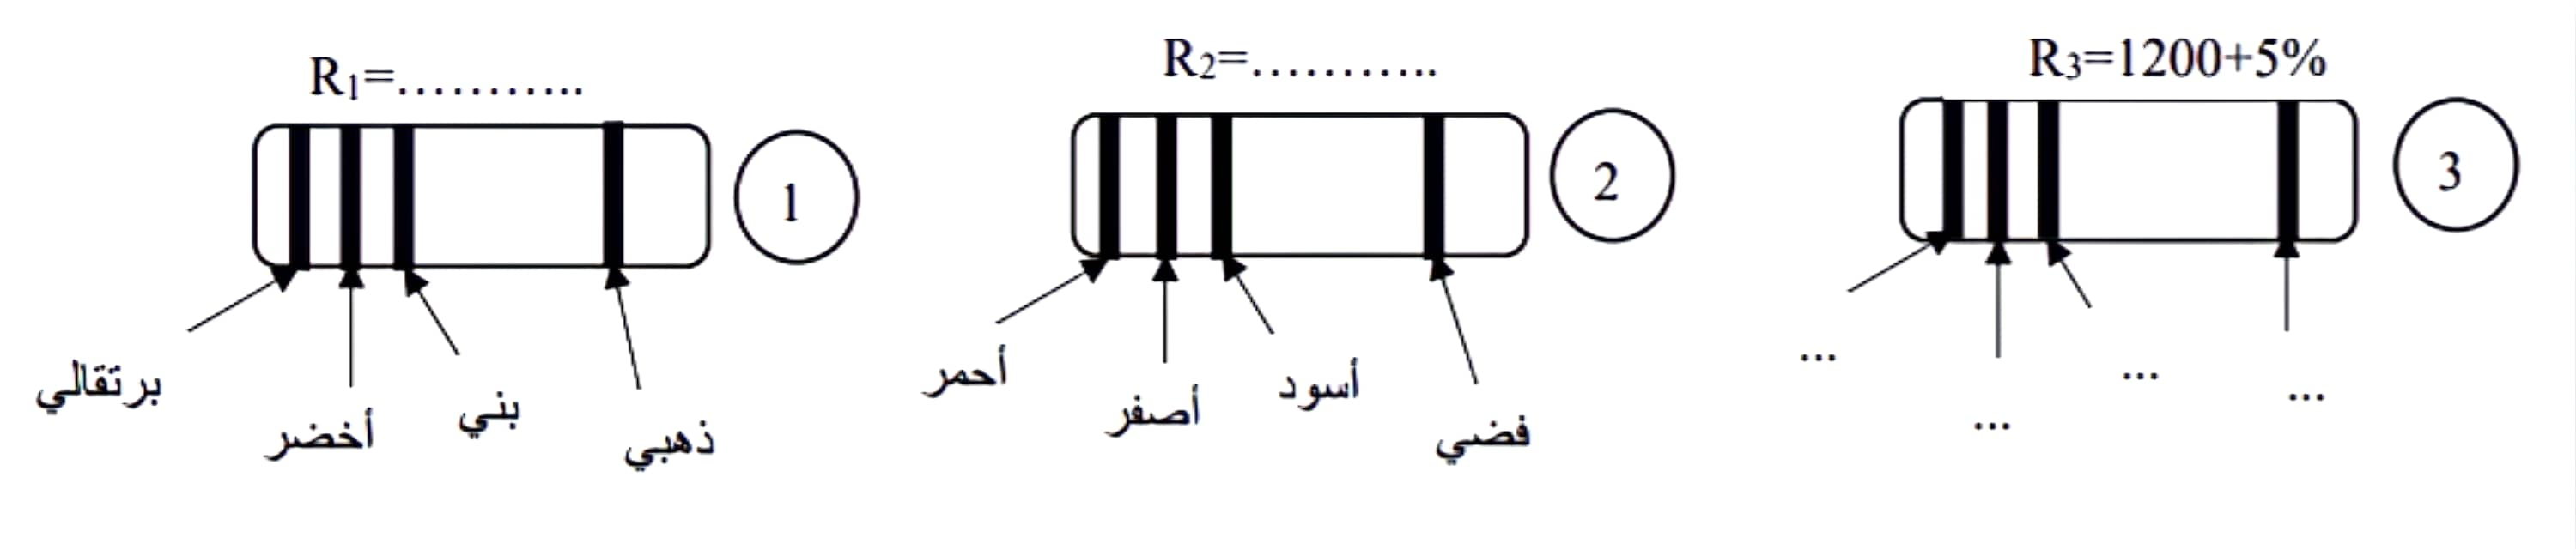 R1=...........
1
برتقالي
أخضر
بني
ذهبي
R2=...........
2
أحمر
أصفر
أسود
فضي
R3=1200+5%
3
...
...
...
...